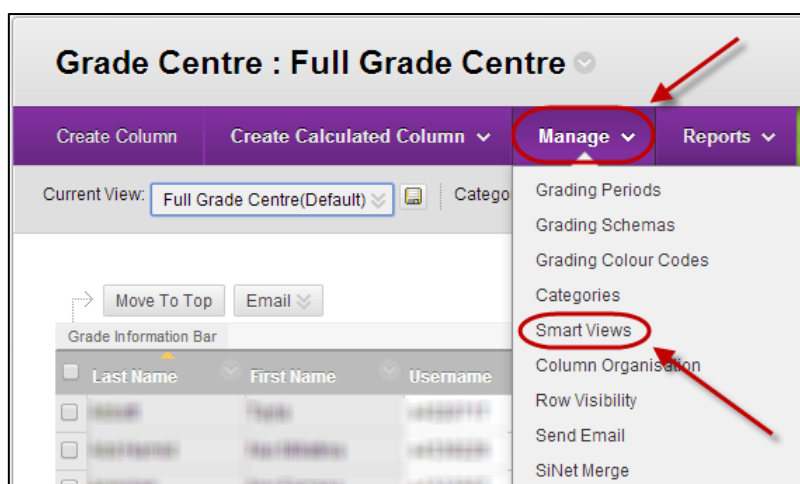 Grade Centre : Full Grade Centre
Create Column Create Calculated Column Manage Reports
Current View: Full Grade Centre(Default) Catego
Grading Periods
Grading Schemas
Grading Colour Codes
Categories
Smart Views
Column Organisation
Row Visibility
Send Email
SiNet Merge
Move To Top Email
Grade Information Bar
Last Name First Name Username